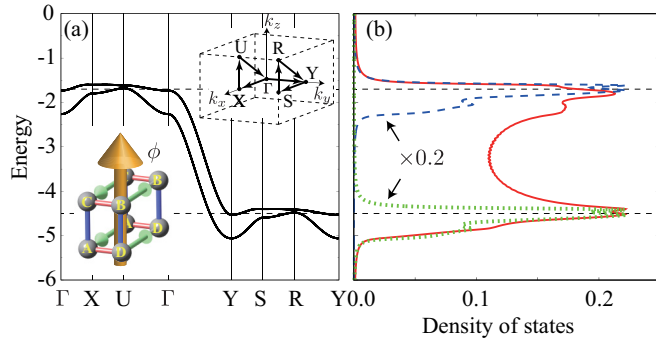 (a)
(b)
Energy
0
-1
-2
-3
-4
-5
-6
k_z
U
R
Y
Γ
X
S
k_x
k_y
ϕ
C
B
B
A
D
D
×0.2
Γ X U Γ Y S R Y
0.0 0.1 0.2
Density of states